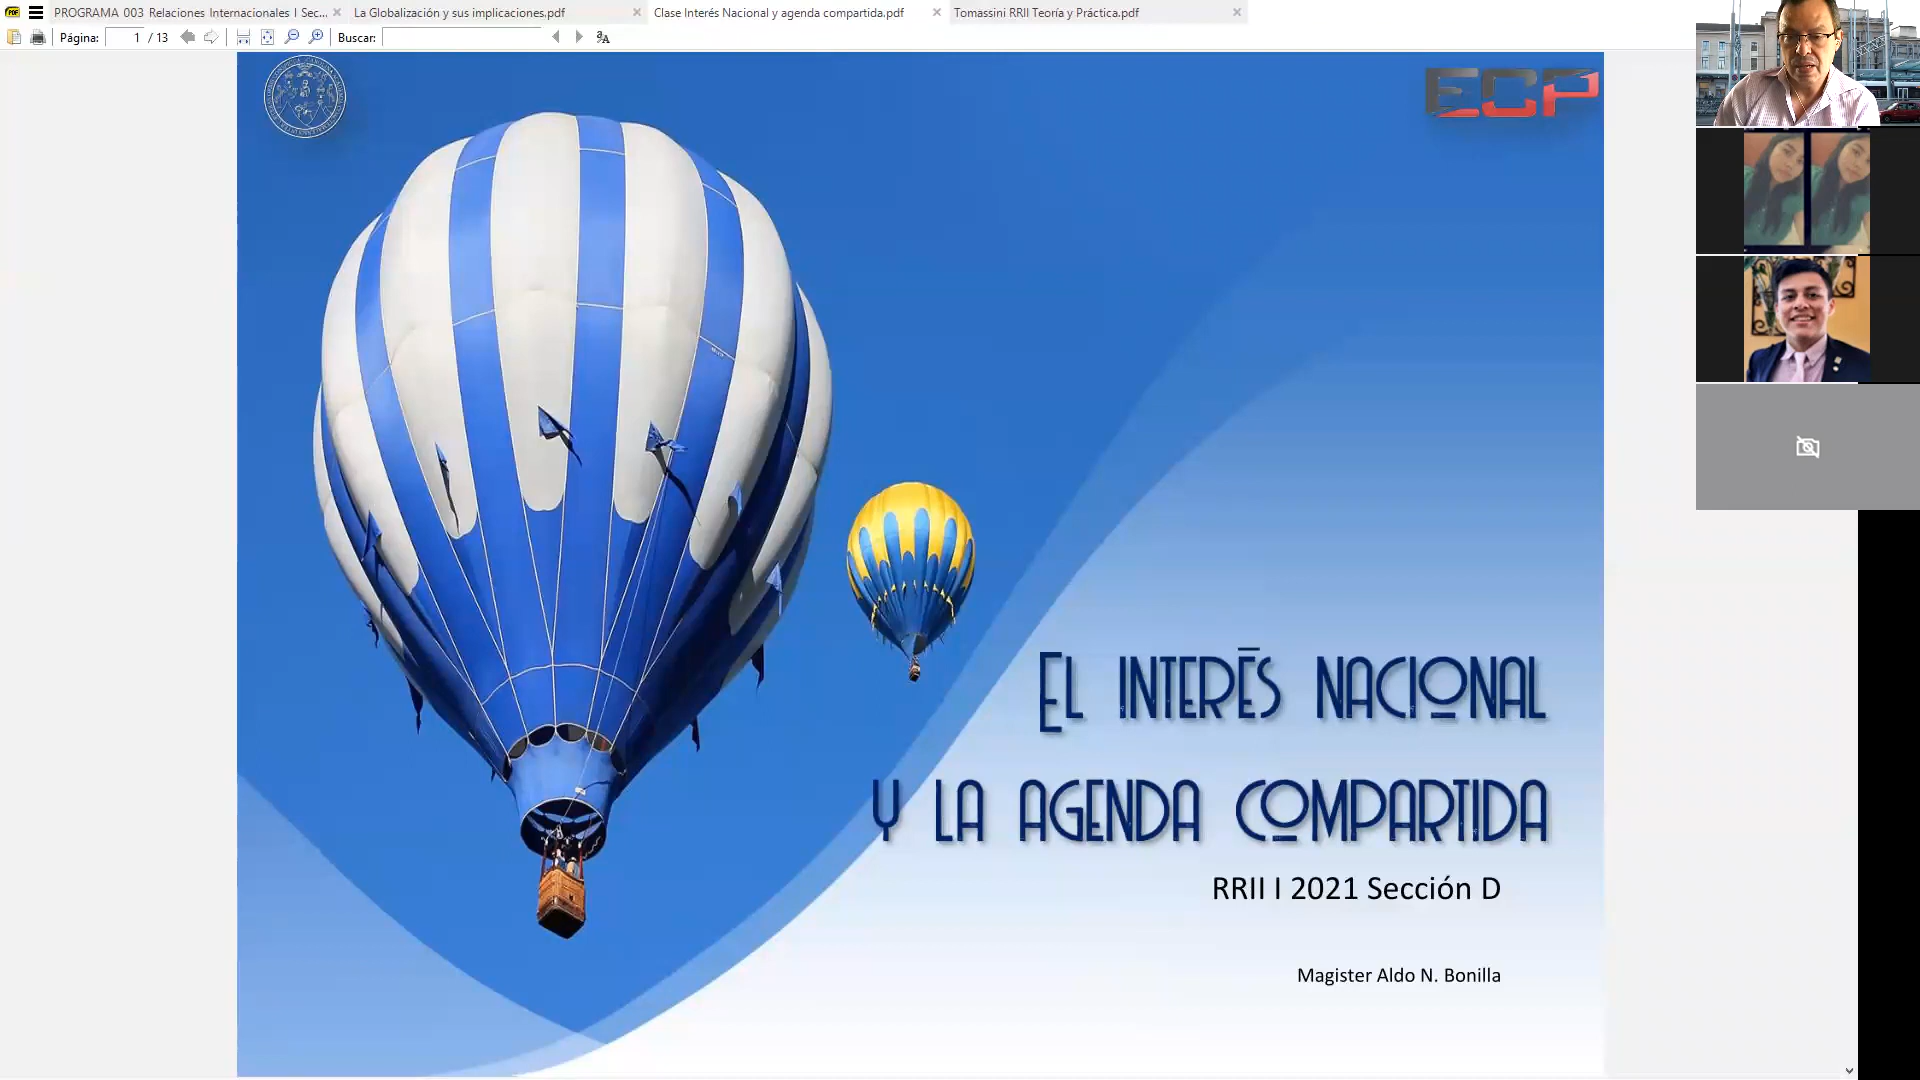 PROGRAMA 003 Relaciones Internacionales I Sec...
La Globalización y sus implicaciones.pdf
Clase Interés Nacional y agenda compartida.pdf
Tomassini RRII Teoría y Práctica.pdf
Página: 1 / 13
Buscar:
ECP
El interés nacional
y la agenda compartida
RRII I 2021 Sección D
Magister Aldo N. Bonilla